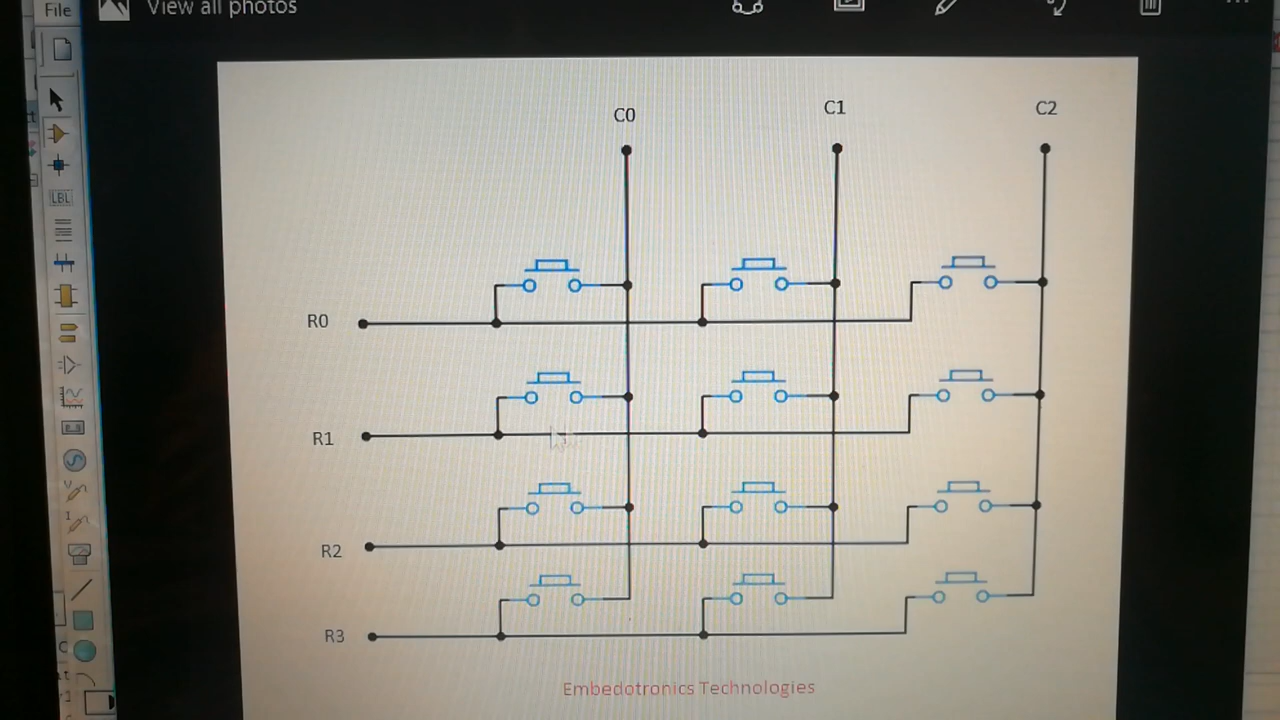 File
View all photos
C0
C1
C2
LBL
R0
R1
R2
R3
Embedotronics Technologies